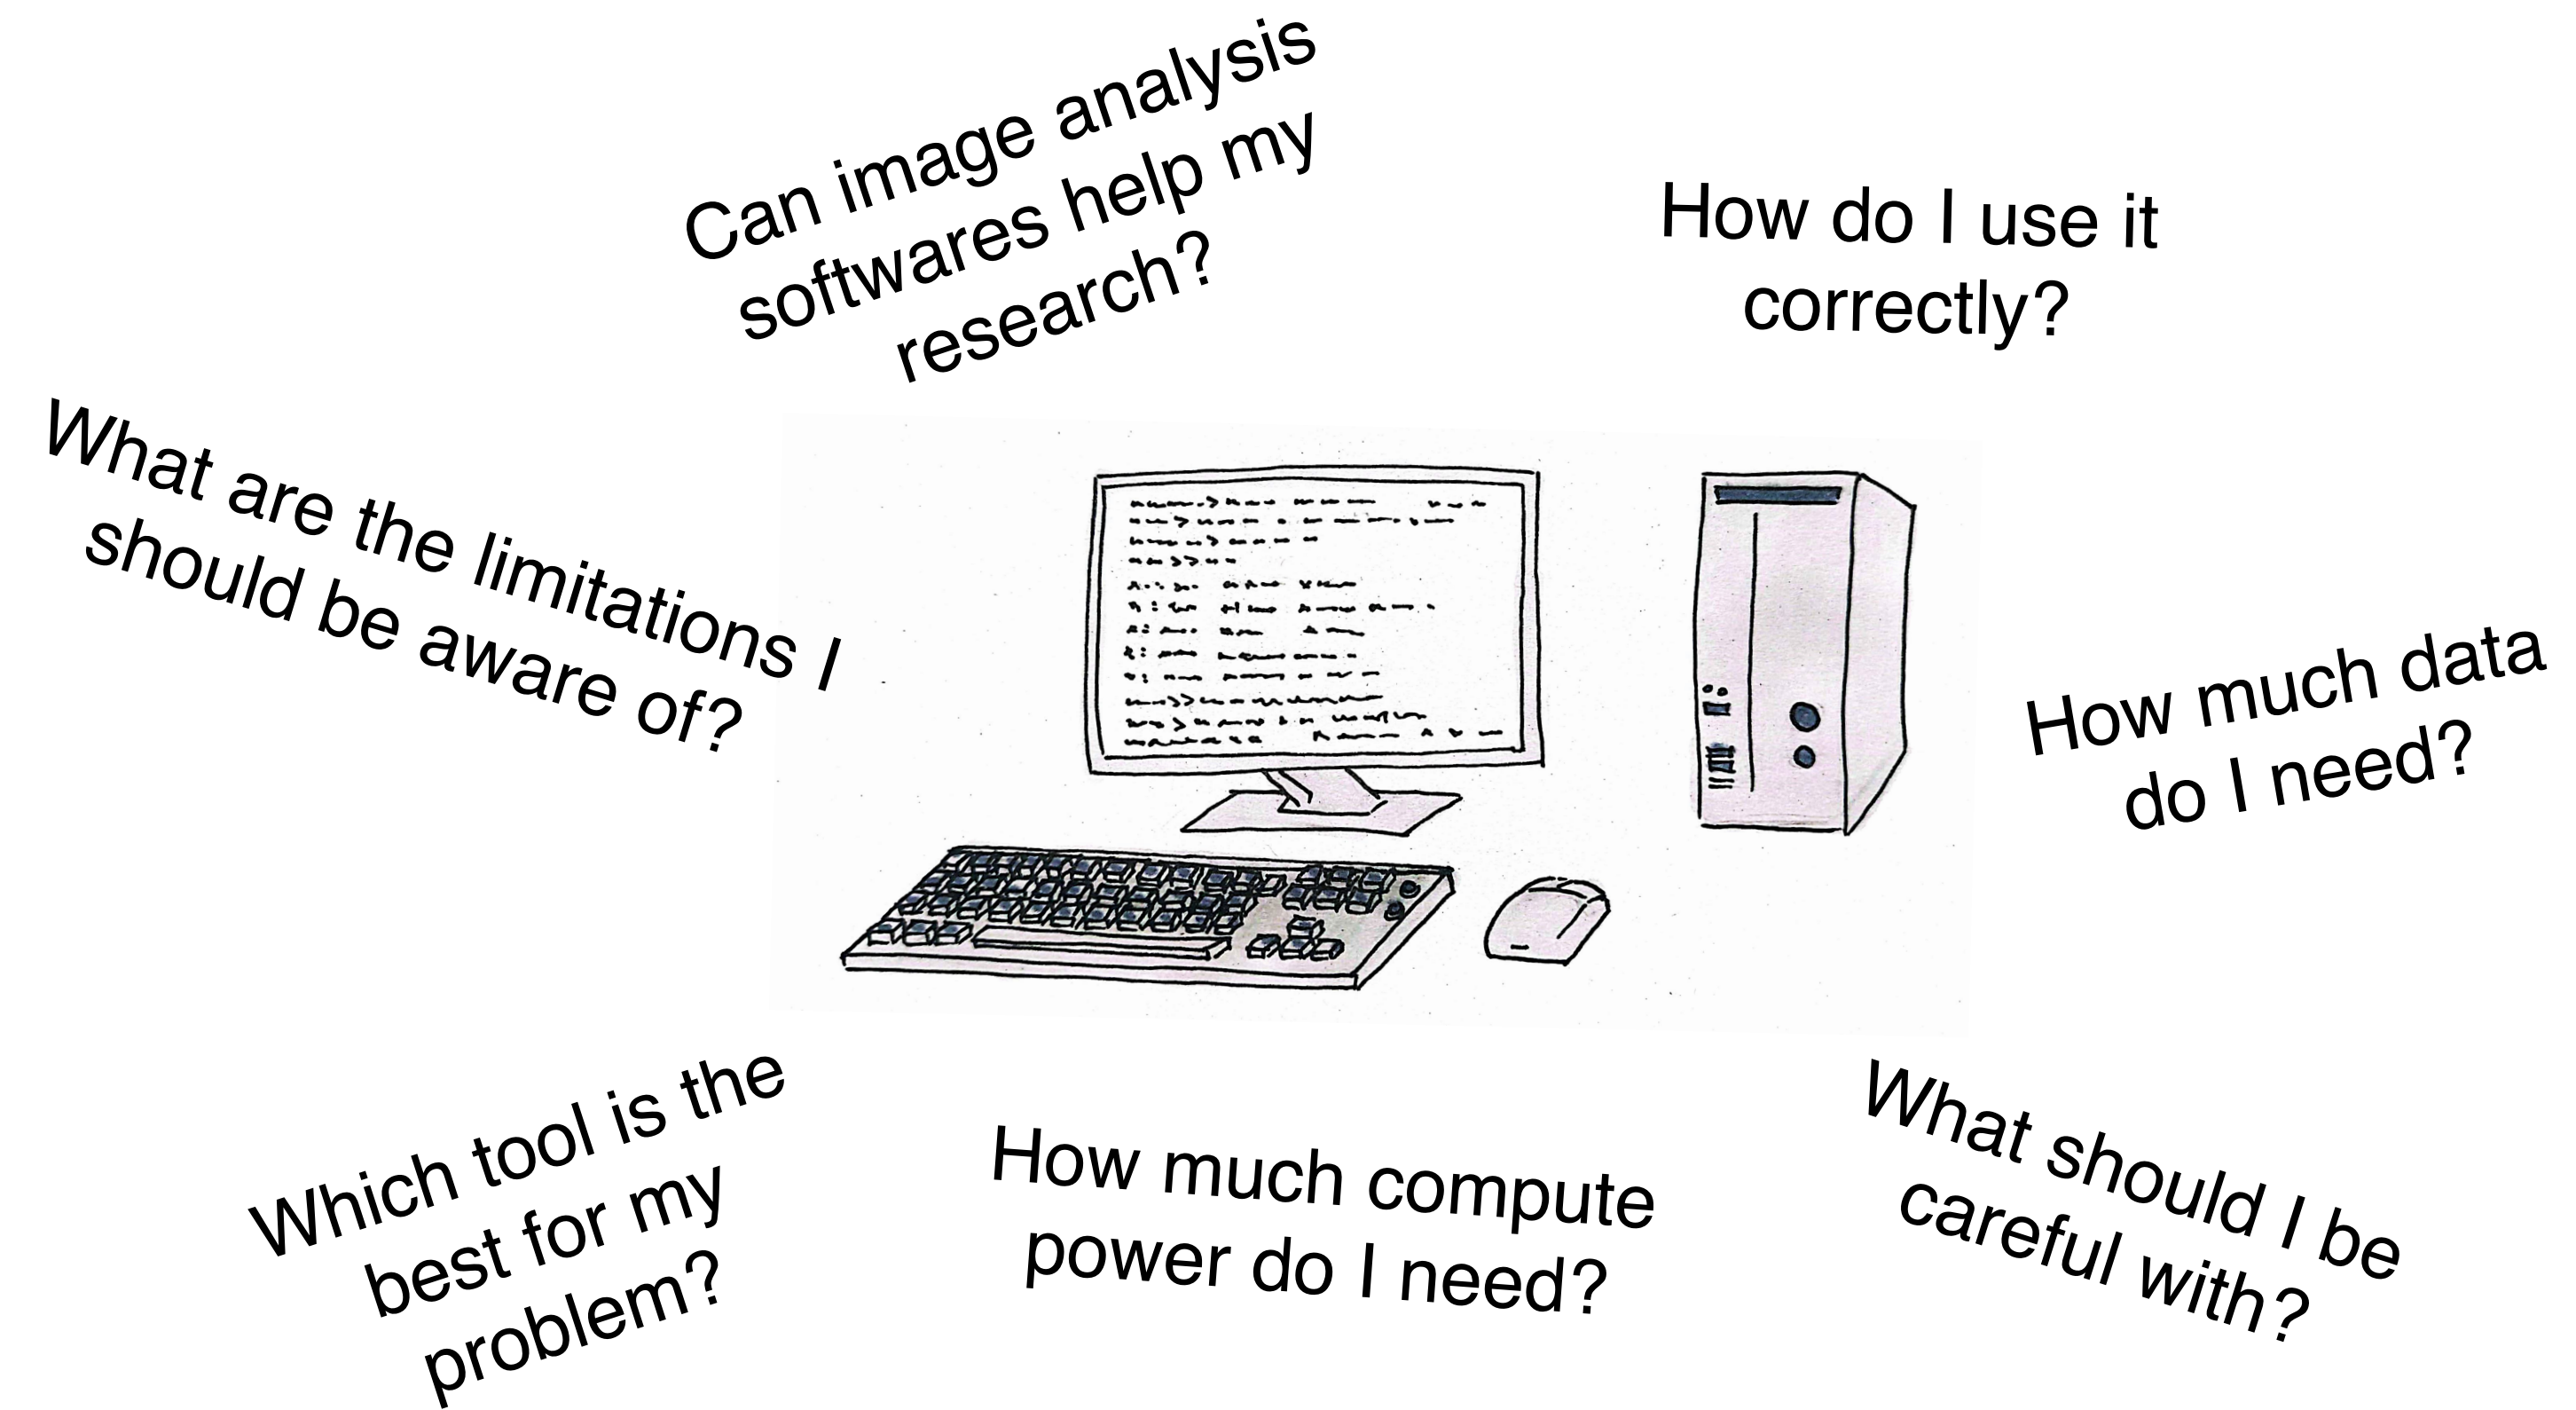 Can image analysis
softwares help my
research?
How do I use it
correctly?
What are the limitations I
should be aware of?
How much data
do I need?
Which tool is the
best for my
problem?
How much compute
power do I need?
What should I be
careful with?